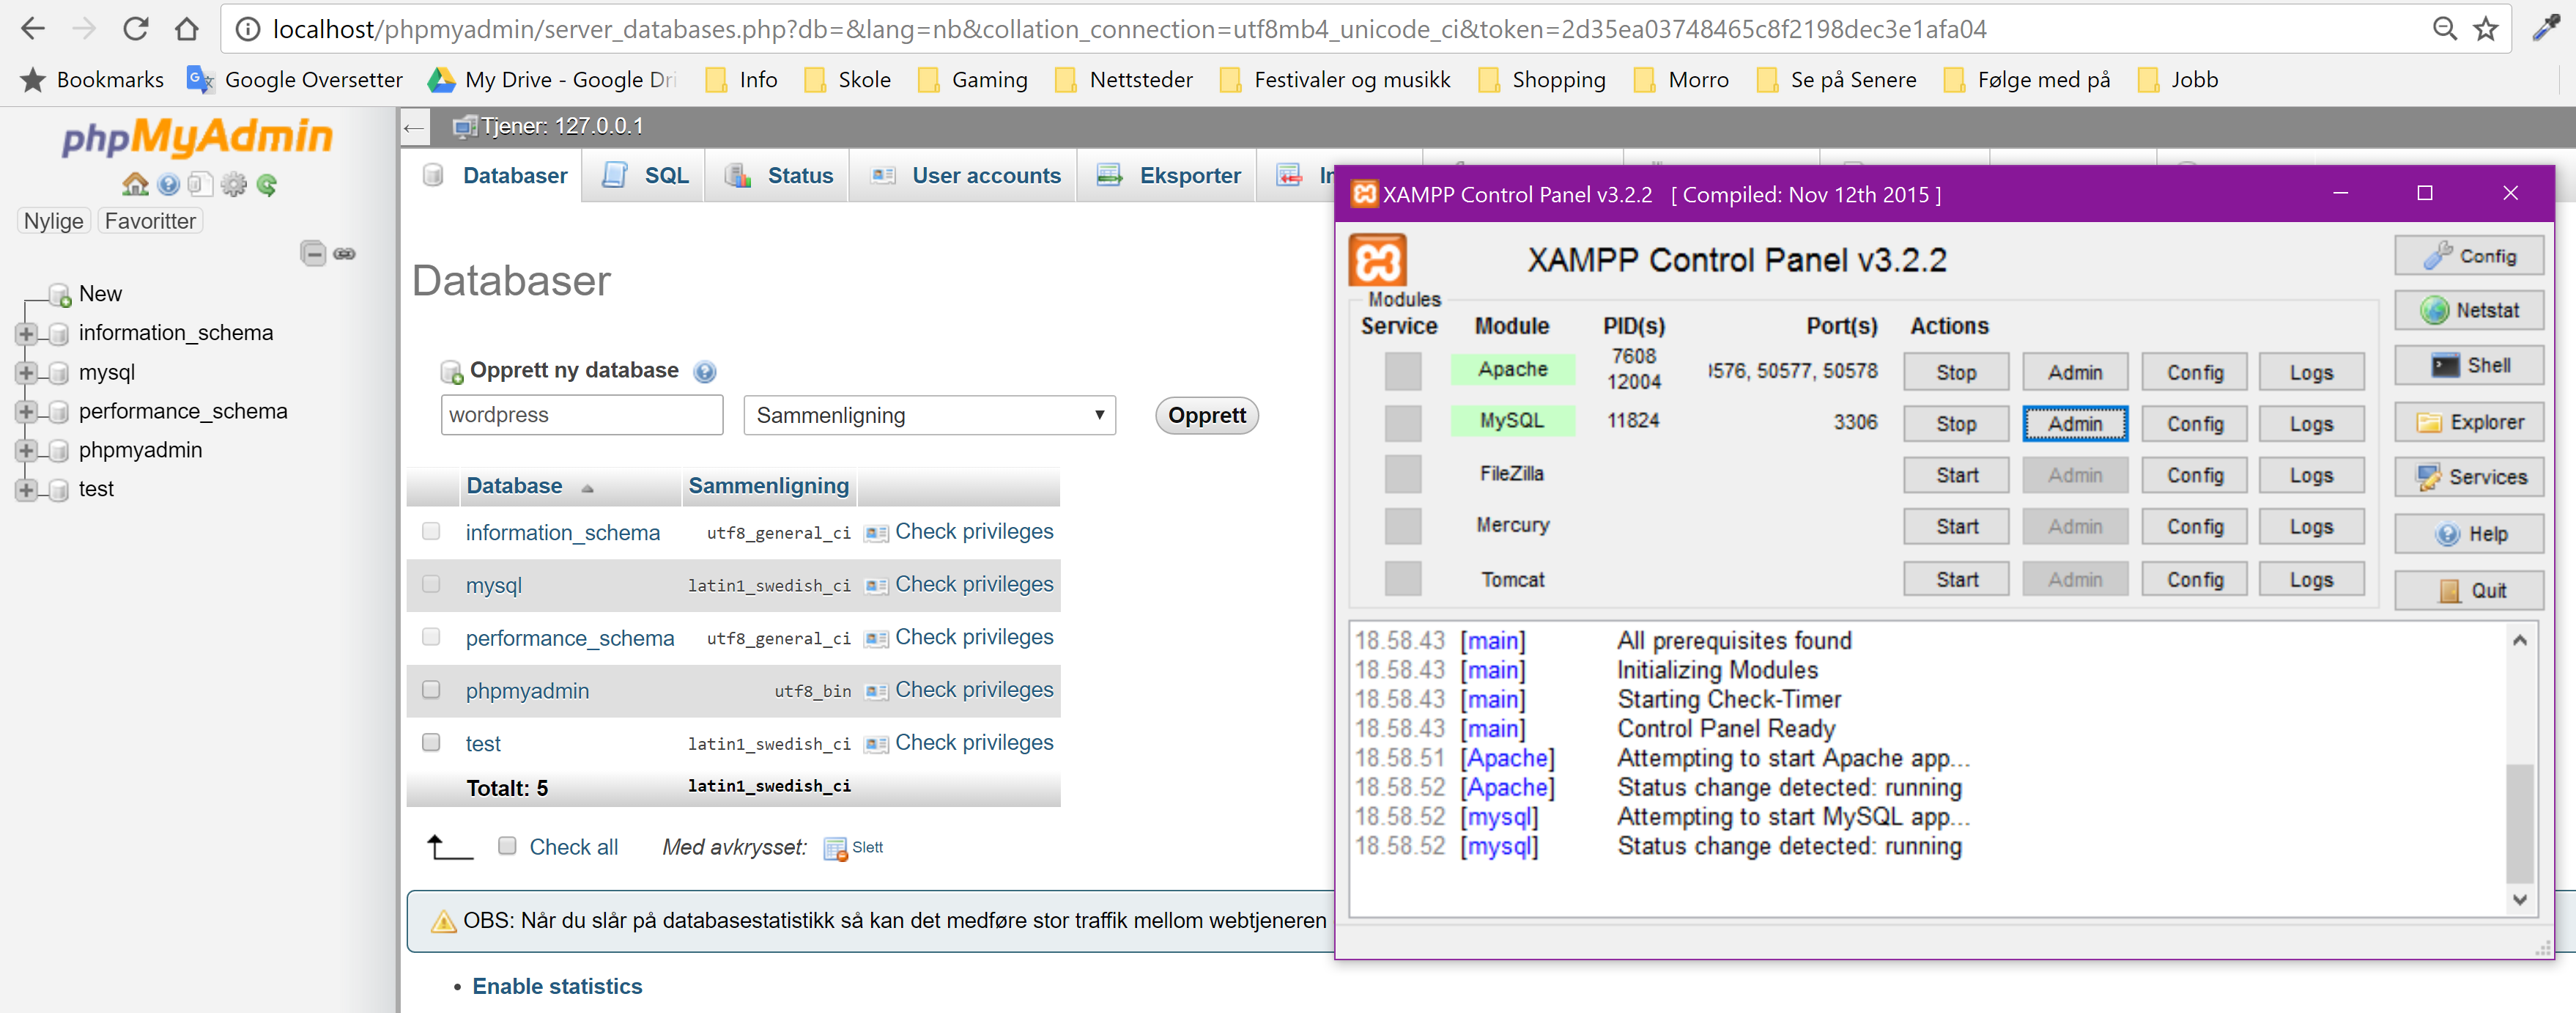 localhost/phpmyadmin/server_databases.php?db=&lang=nb&collation_connection=utf8mb4_unicode_ci&token=2d35ea03748465c8f2198dec3e1afa04
Bookmarks Google Oversetter My Drive - Google Dri Info Skole Gaming Nettsteder Festivaler og musikk Shopping Morro Se på Senere Følge med på Jobb
phpMyAdmin
Nylige Favoritter
New
information_schema
mysql
performance_schema
phpmyadmin
test
Tjener: 127.0.0.1
Databaser SQL Status User accounts Eksporter
Databaser
Opprett ny database
wordpress Sammenligning Opprett
Database Sammenligning
information_schema utf8_general_ci Check privileges
mysql latin1_swedish_ci Check privileges
performance_schema utf8_general_ci Check privileges
phpmyadmin utf8_bin Check privileges
test latin1_swedish_ci Check privileges
Totalt: 5 latin1_swedish_ci
Check all Med avkrysset: Slett
OBS: Når du slår på databasestatistikk så kan det medføre stor traffik mellom webtjeneren
• Enable statistics
XAMPP Control Panel v3.2.2 [ Compiled: Nov 12th 2015 ]
XAMPP Control Panel v3.2.2
Modules
Service Module PID(s) Port(s) Actions
Apache 7608 12004 50577, 50578 Stop Admin Config Logs
MySQL 11824 3306 Stop Admin Config Logs
FileZilla Start Admin Config Logs
Mercury Start Admin Config Logs
Tomcat Start Admin Config Logs
Config
Netstat
Shell
Explorer
Services
Help
Quit
18.58.43 [main] All prerequisites found
18.58.43 [main] Initializing Modules
18.58.43 [main] Starting Check-Timer
18.58.43 [main] Control Panel Ready
18.58.51 [Apache] Attempting to start Apache app...
18.58.52 [Apache] Status change detected: running
18.58.52 [mysql] Attempting to start MySQL app...
18.58.52 [mysql] Status change detected: running